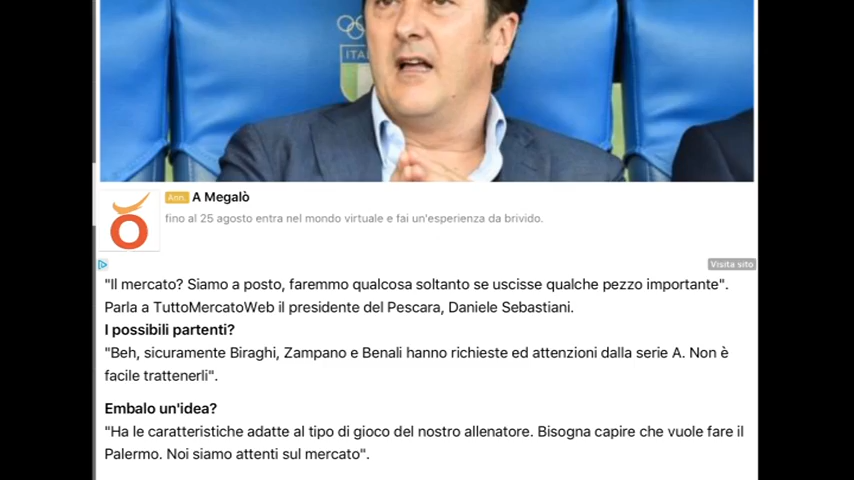 ITAL
Ann. A Megalò
fino al 25 agosto entra nel mondo virtuale e fai un'esperienza da brivido.
Visita sito
"Il mercato? Siamo a posto, faremmo qualcosa soltanto se uscisse qualche pezzo importante".
Parla a TuttoMercatoWeb il presidente del Pescara, Daniele Sebastiani.
I possibili partenti?
"Beh, sicuramente Biraghi, Zampano e Benali hanno richieste ed attenzioni dalla serie A. Non è
facile trattenerli".
Embalo un'idea?
"Ha le caratteristiche adatte al tipo di gioco del nostro allenatore. Bisogna capire che vuole fare il
Palermo. Noi siamo attenti sul mercato".